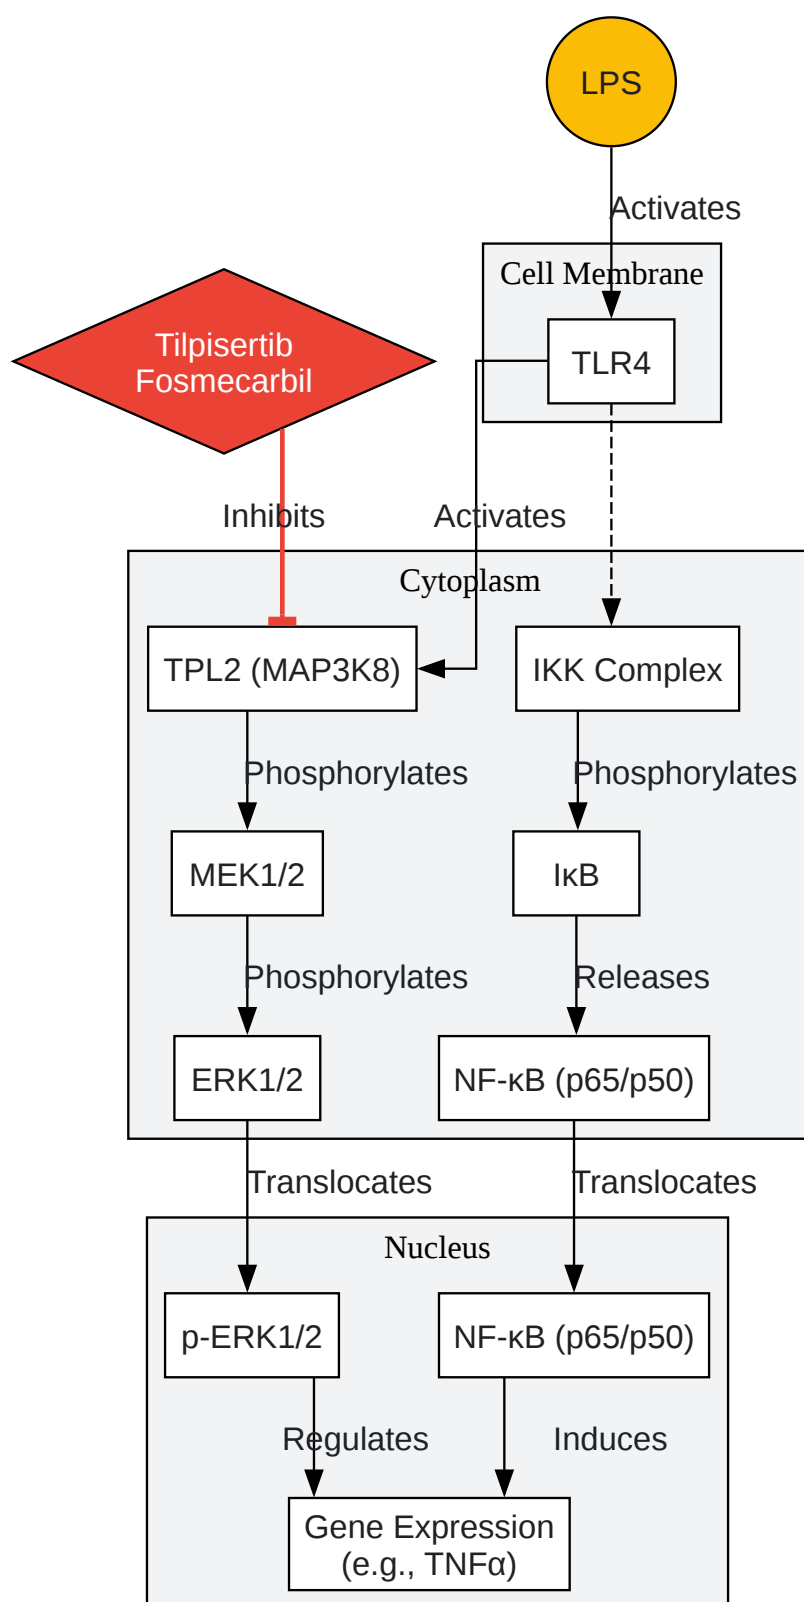 LPS
Activates
Cell Membrane
TLR4
Tilpisertib
Fosmecarbil
Inhibits
Activates
Cytoplasm
TPL2 (MAP3K8)
IKK Complex
Phosphorylates
Phosphorylates
MEK1/2
IκB
Phosphorylates
Releases
ERK1/2
NF-κB (p65/p50)
Translocates
Translocates
Nucleus
p-ERK1/2
NF-κB (p65/p50)
Regulates
Induces
Gene Expression
(e.g., TNFα)